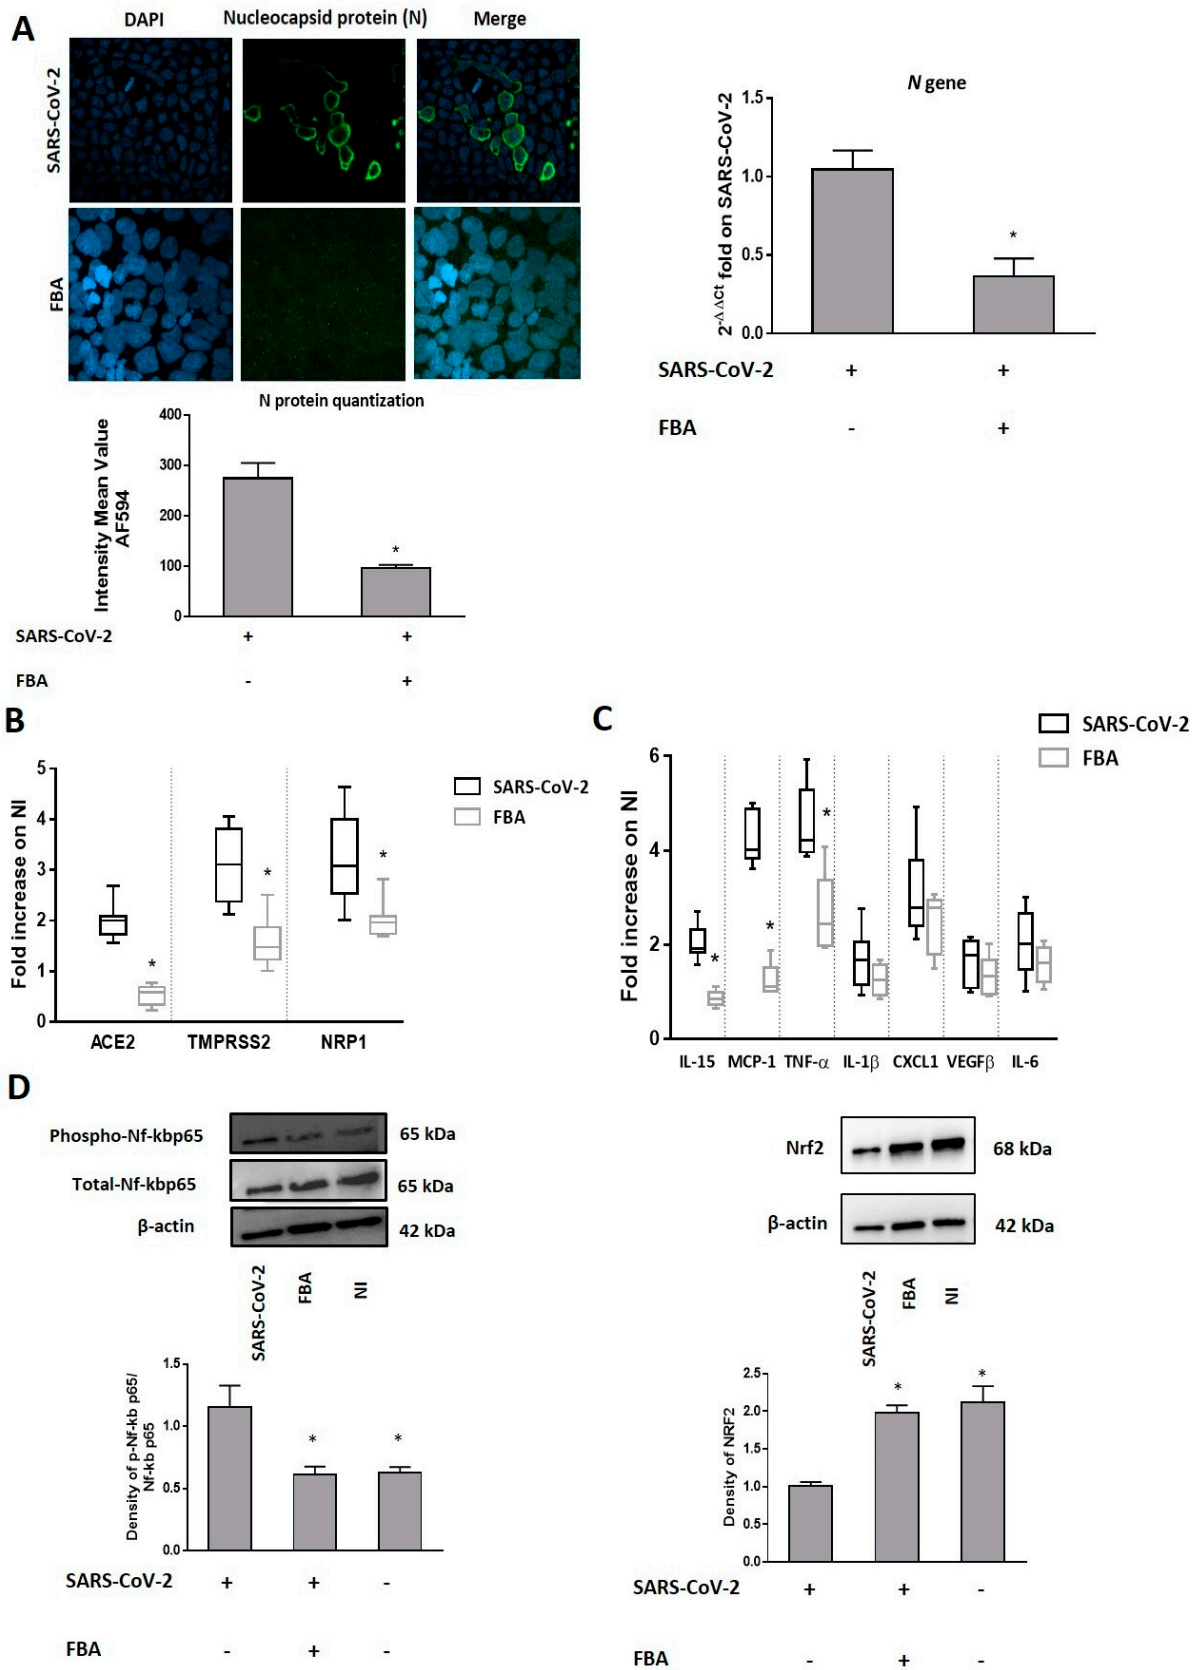 A
DAPI
Nucleocapsid protein (N)
Merge
SARS-CoV-2
FBA
N protein quantization
Intensity Mean Value
AF594
400
300
200
100
0
*
SARS-CoV-2
+
+
FBA
-
+
N gene
2^-ΔΔCt fold on SARS-CoV-2
1.5
1.0
0.5
0.0
*
SARS-CoV-2
+
+
FBA
-
+
B
Fold increase on NI
5
4
3
2
1
0
*
*
*
ACE2
TMPRSS2
NRP1
SARS-CoV-2
FBA
C
SARS-CoV-2
FBA
Fold increase on NI
6
4
2
0
*
*
*
IL-15
MCP-1
TNF-α
IL-1β
CXCL1
VEGFβ
IL-6
D
Phospho-Nf-kbp65
65 kDa
Total-Nf-kbp65
65 kDa
β-actin
42 kDa
SARS-CoV-2
FBA
NI
Density of p-Nf-kb p65/
Nf-kb p65
1.5
1.0
0.5
0.0
*
*
SARS-CoV-2
+
+
-
FBA
-
+
-
Nrf2
68 kDa
β-actin
42 kDa
SARS-CoV-2
FBA
NI
Density of NRF2
2.5
2.0
1.5
1.0
0.5
0.0
*
*
SARS-CoV-2
+
+
-
FBA
-
+
-